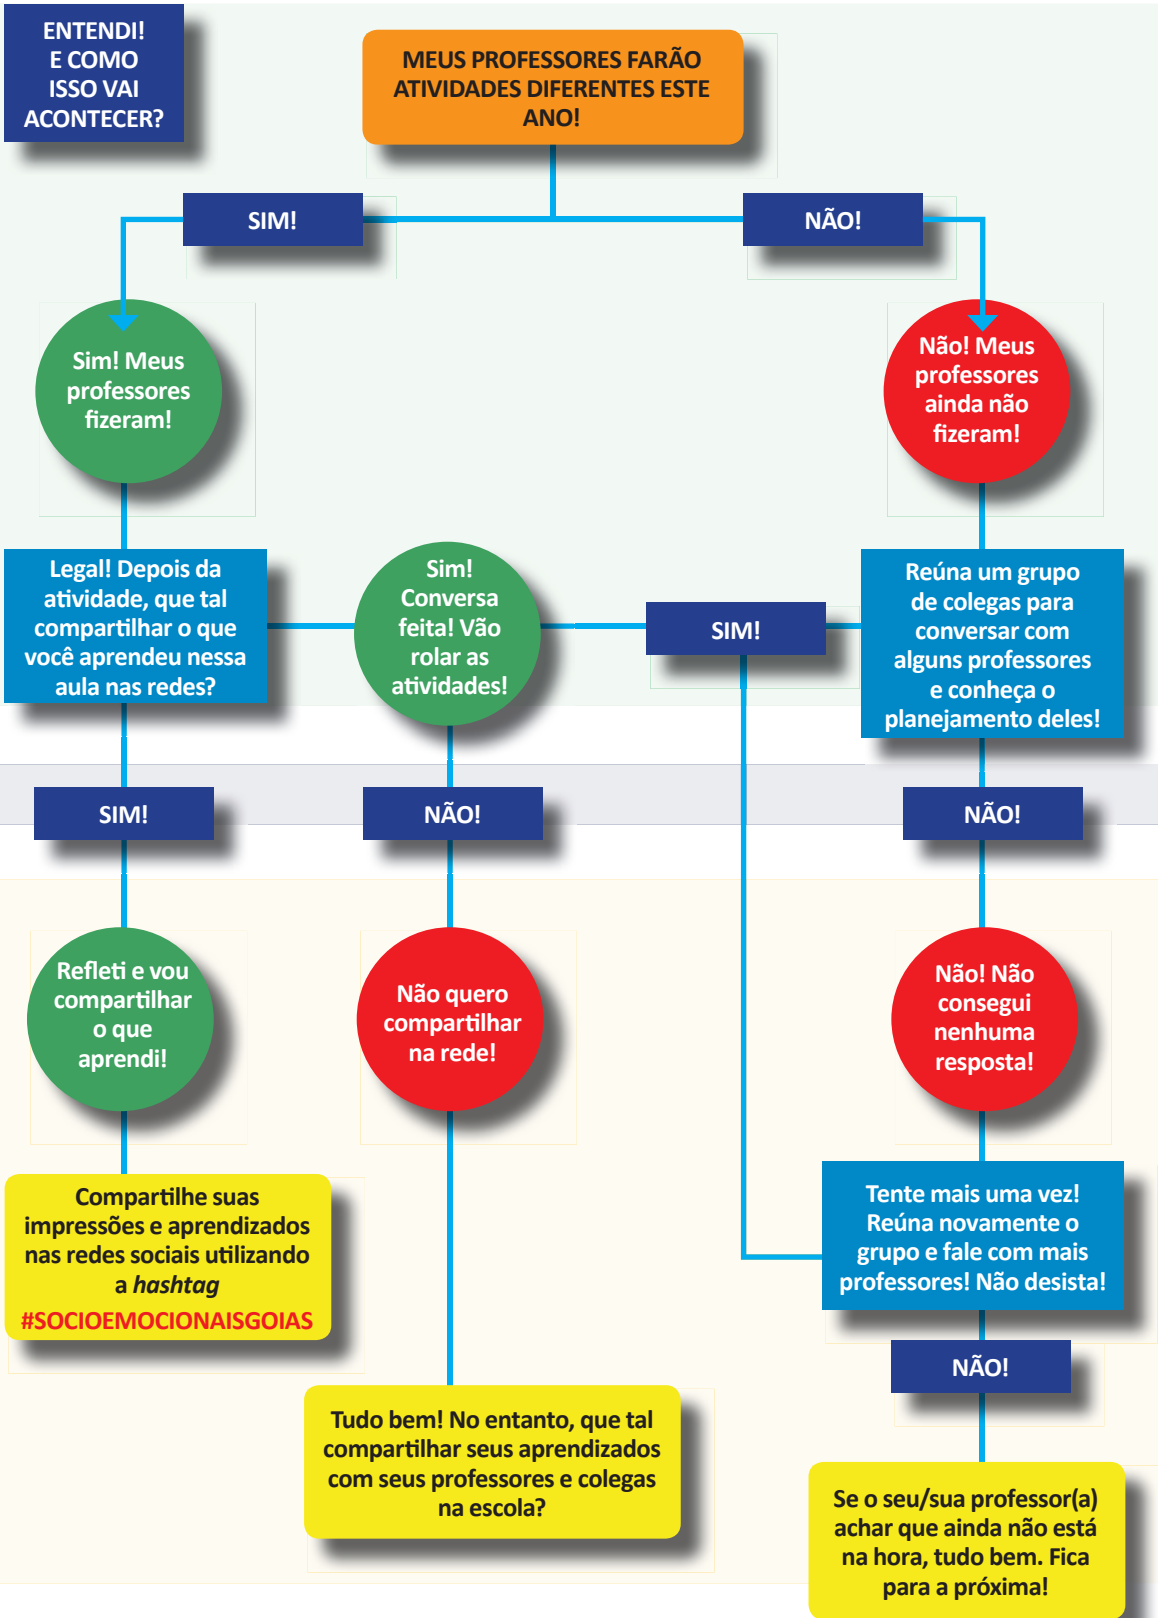 ENTENDI!
E COMO
ISSO VAI
ACONTECER?
MEUS PROFESSORES FARÃO
ATIVIDADES DIFERENTES ESTE
ANO!
SIM!
NÃO!
Sim! Meus
professores
fizeram!
Não! Meus
professores
ainda não
fizeram!
Legal! Depois da
atividade, que tal
compartilhar o que
você aprendeu nessa
aula nas redes?
Sim!
Conversa
feita! Vão
rolar as
atividades!
SIM!
Reúna um grupo
de colegas para
conversar com
alguns professores
e conheça o
planejamento deles!
SIM!
NÃO!
NÃO!
Refleti e vou
compartilhar
o que
aprendi!
Não quero
compartilhar
na rede!
Não! Não
consegui
nenhuma
resposta!
Compartilhe suas
impressões e aprendizados
nas redes sociais utilizando
a hashtag
#SOCIOEMOCIONAISGOIAS
Tente mais uma vez!
Reúna novamente o
grupo e fale com mais
professores! Não desista!
NÃO!
Tudo bem! No entanto, que tal
compartilhar seus aprendizados
com seus professores e colegas
na escola?
Se o seu/sua professor(a)
achar que ainda não está
na hora, tudo bem. Fica
para a próxima!